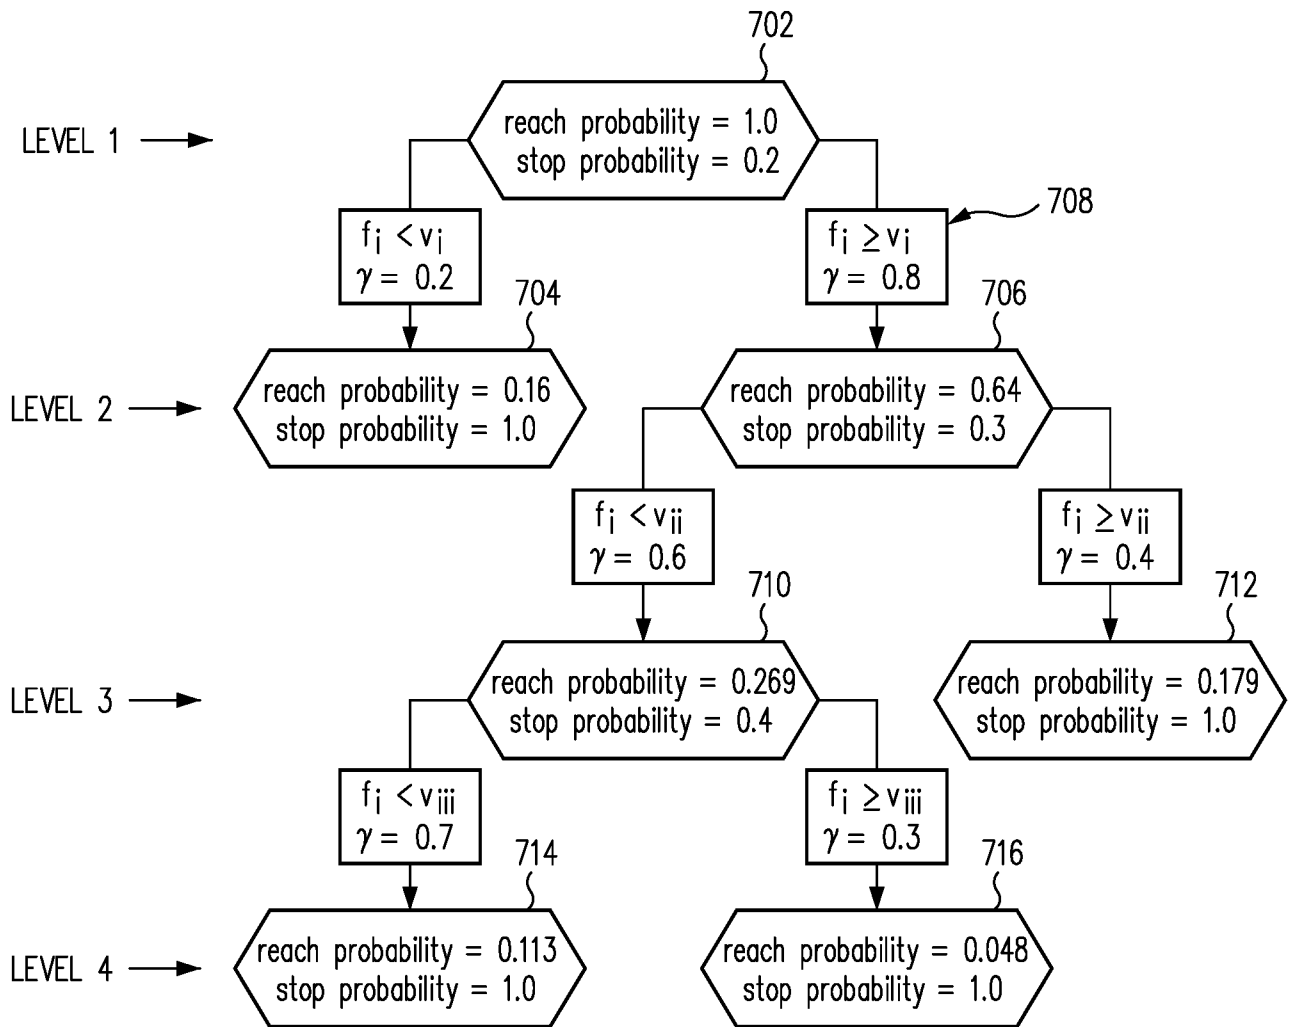 702
LEVEL 1
reach probability = 1.0
stop probability = 0.2
708
fi < vi
γ = 0.2
fi ≥ vi
γ = 0.8
704
706
LEVEL 2
reach probability = 0.16
stop probability = 1.0
reach probability = 0.64
stop probability = 0.3
fi < vii
γ = 0.6
fi ≥ vii
γ = 0.4
710
712
LEVEL 3
reach probability = 0.269
stop probability = 0.4
reach probability = 0.179
stop probability = 1.0
fi < viii
γ = 0.7
fi ≥ viii
γ = 0.3
714
716
LEVEL 4
reach probability = 0.113
stop probability = 1.0
reach probability = 0.048
stop probability = 1.0